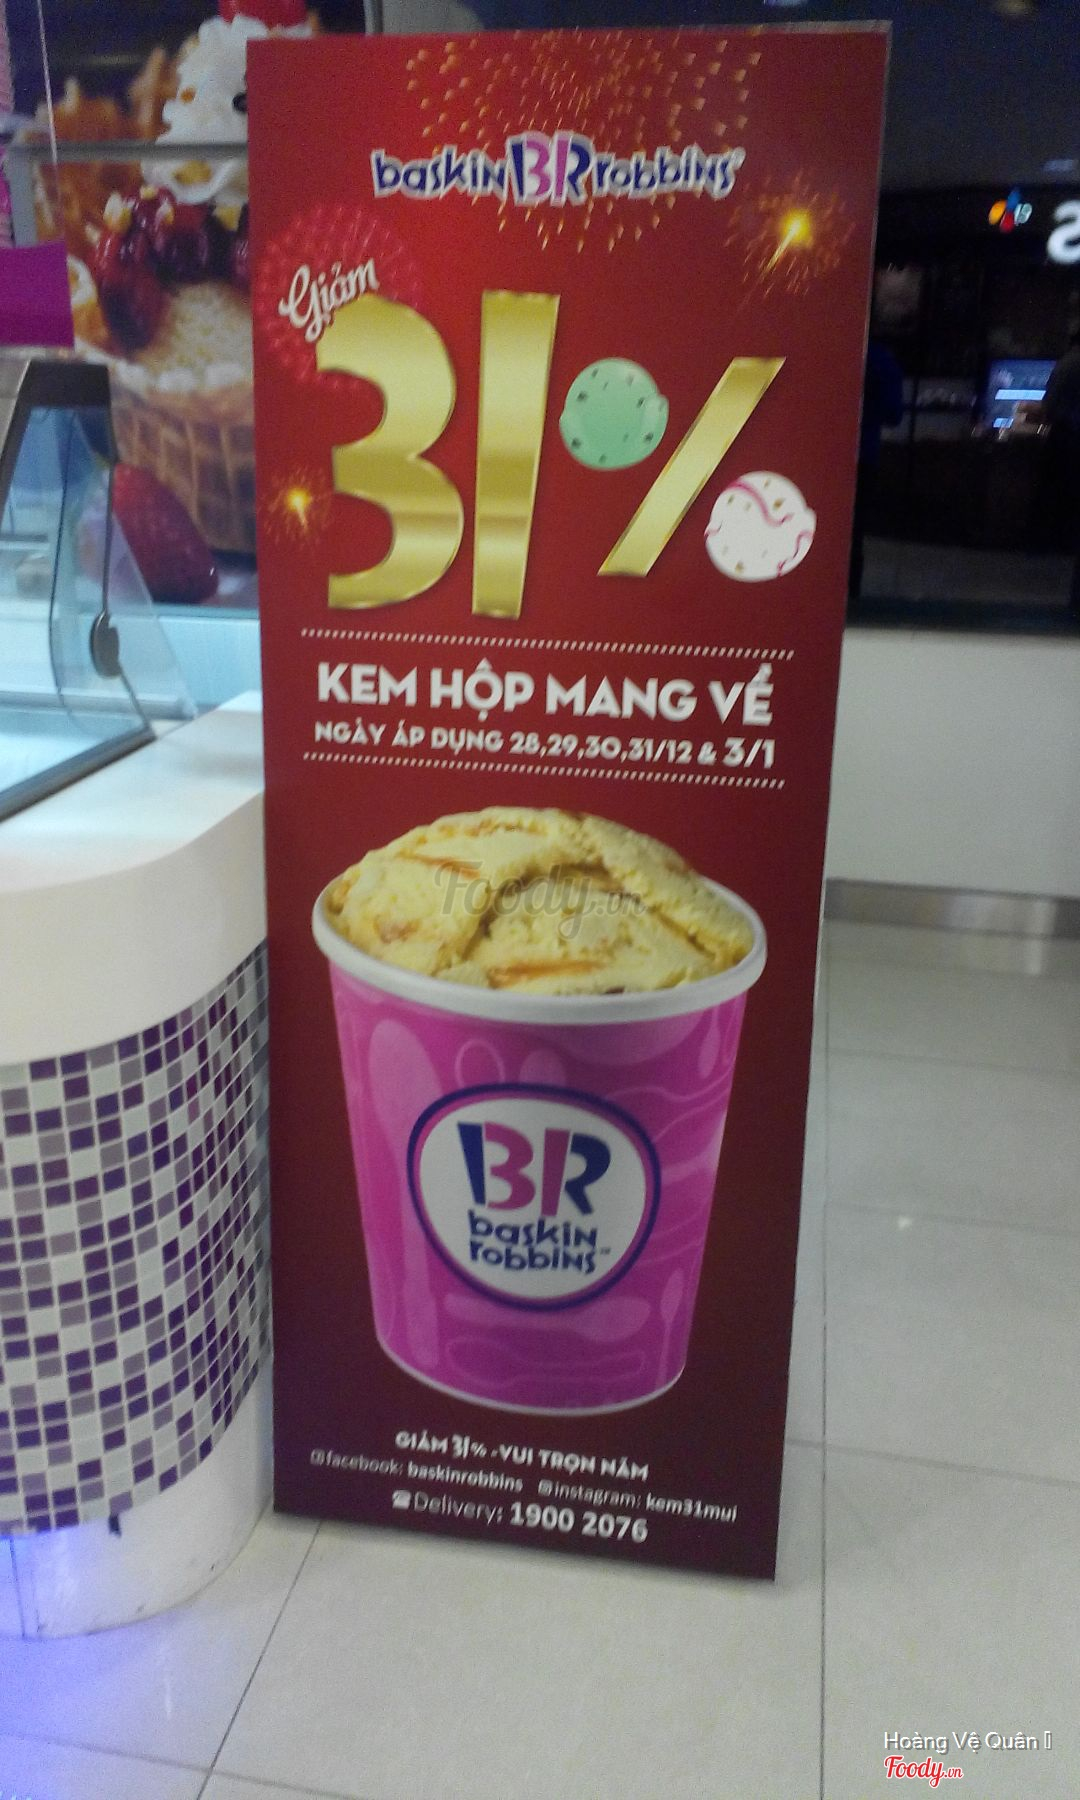 baskin BR robbins
Giảm
31%
KEM HỘP MANG VỀ
NGÀY ÁP DỤNG 28,29,30,31/12 & 3/1
Foody.vn
BR
baskin
robbins
GIẢM 31% - VUI TRỌN NĂM
facebook: baskinrobbins instagram: kem31mui
Delivery: 1900 2076
Hoàng Vệ Quân
Foody.vn